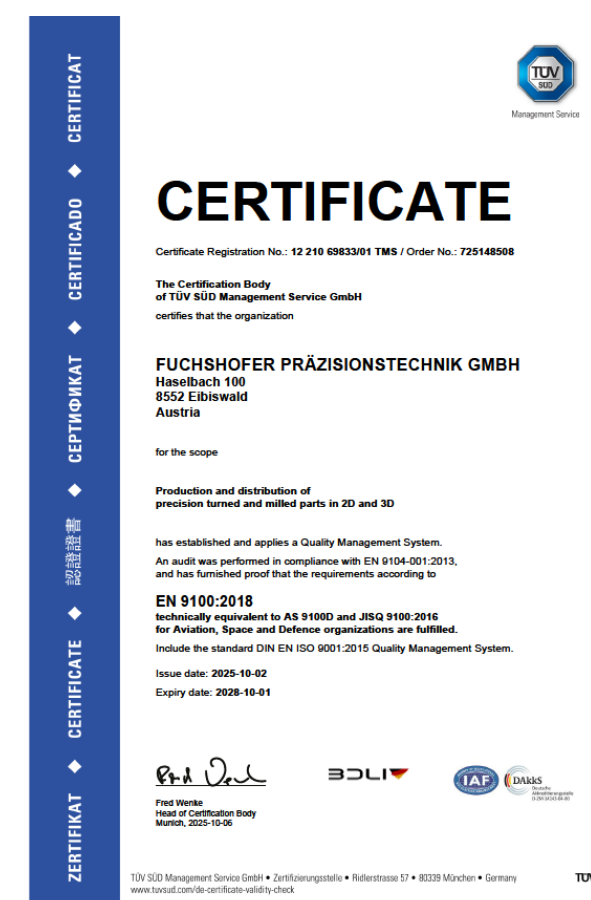 CERTIFICAT
CERTIFICADO
СЕРТИФИКАТ
認證證書
CERTIFICATE
ZERTIFIKAT
TÜV
SÜD
Management Service
CERTIFICATE
Certificate Registration No.: 12 210 69833/01 TMS / Order No.: 725148508
The Certification Body
of TÜV SÜD Management Service GmbH
certifies that the organization
FUCHSHOFER PRÄZISIONSTECHNIK GMBH
Haselbach 100
8552 Eibiswald
Austria
for the scope
Production and distribution of
precision turned and milled parts in 2D and 3D
has established and applies a Quality Management System.
An audit was performed in compliance with EN 9104-001:2013,
and has furnished proof that the requirements according to
EN 9100:2018
technically equivalent to AS 9100D and JISQ 9100:2016
for Aviation, Space and Defence organizations are fulfilled.
Include the standard DIN EN ISO 9001:2015 Quality Management System.
Issue date: 2025-10-02
Expiry date: 2028-10-01
Fred Wenke
Head of Certification Body
Munich, 2025-10-06
BDLI
IAF
DAkkS
Deutsche
Akkreditierungsstelle
TÜV SÜD Management Service GmbH • Zertifizierungsstelle • Ridlerstrasse 57 • 80339 München • Germany
www.tuvsud.com/de-certificate-validity-check